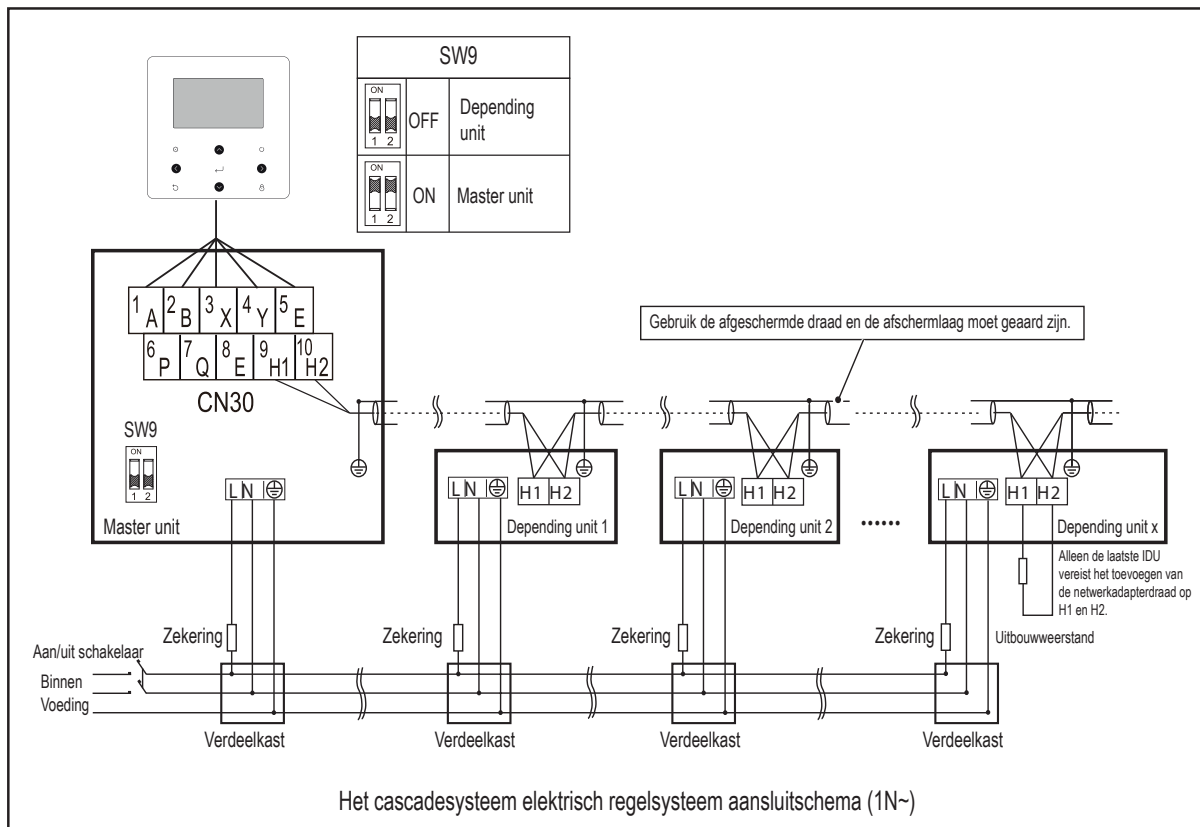 SW9
ON
1 2
OFF
Depending
unit
ON
1 2
ON
Master unit
1 A
2 B
3 X
4 Y
5 E
6 P
7 Q
8 E
9 H1
10 H2
CN30
Gebruik de afgeschermde draad en de afschermlaag moet geaard zijn.
SW9
ON
1 2
L N
Master unit
L N
H1 H2
Depending unit 1
L N
H1 H2
Depending unit 2
......
L N
H1 H2
Depending unit x
Alleen de laatste IDU
vereist het toevoegen van
de netwerkadapterdraad op
H1 en H2.
Uitbouwweerstand
Zekering
Zekering
Zekering
Zekering
Aan/uit schakelaar
Binnen
Voeding
Verdeelkast
Verdeelkast
Verdeelkast
Verdeelkast
Het cascadesysteem elektrisch regelsysteem aansluitschema (1N~)